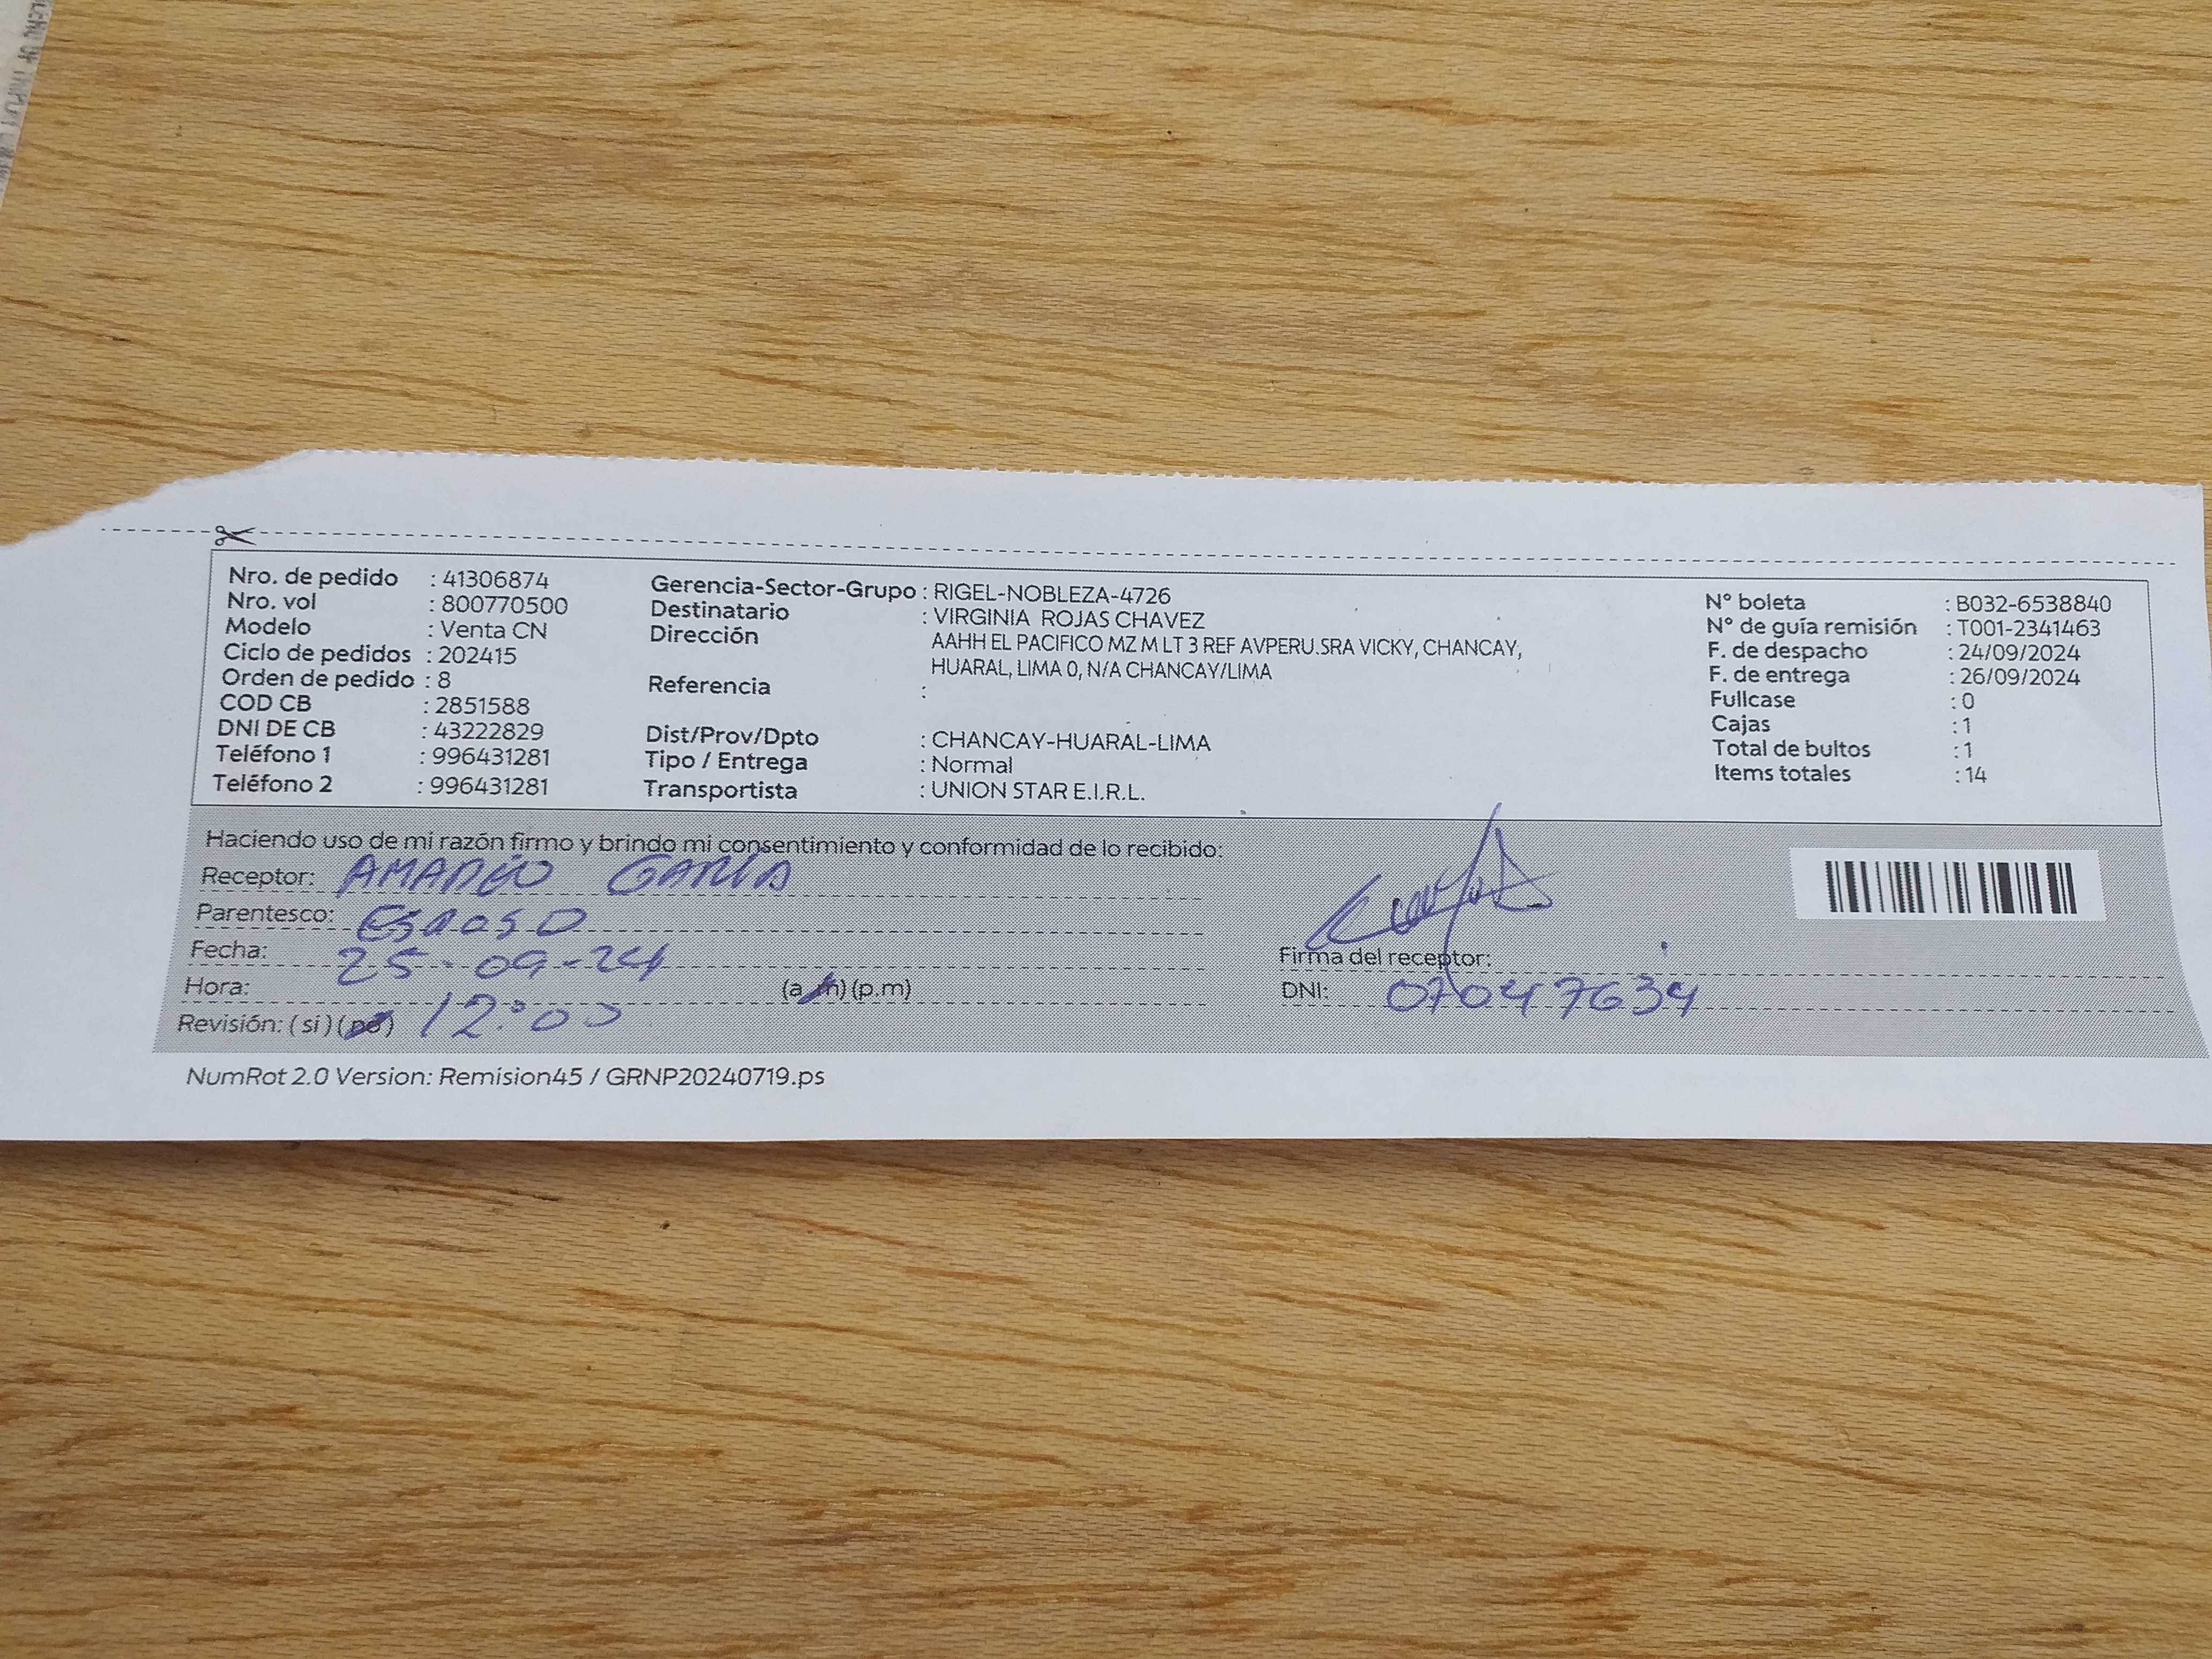 Nro. de pedido : 41306874
Nro. vol : 800770500
Modelo : Venta CN
Ciclo de pedidos : 202415
Orden de pedido : 8
COD CB : 2851588
DNI DE CB : 43222829
Teléfono 1 : 996431281
Teléfono 2 : 996431281
Gerencia-Sector-Grupo : RIGEL-NOBLEZA-4726
Destinatario : VIRGINIA ROJAS CHAVEZ
Dirección AAHH EL PACIFICO MZ M LT 3 REF AVPERU.SRA VICKY, CHANCAY,
HUARAL, LIMA 0, N/A CHANCAY/LIMA
Referencia :
Dist/Prov/Dpto : CHANCAY-HUARAL-LIMA
Tipo / Entrega : Normal
Transportista : UNION STAR E.I.R.L.
N° boleta : B032-6538840
N° de guía remisión : T001-2341463
F. de despacho : 24/09/2024
F. de entrega : 26/09/2024
Fullcase : 0
Cajas : 1
Total de bultos : 1
Items totales : 14
Haciendo uso de mi razón firmo y brindo mi consentimiento y conformidad de lo recibido:
Receptor: AMADEO GARCIA
Parentesco: ESPOSO
Fecha: 25-09-24
Hora: (a.m) (p.m)
Revisión: ( si ) (no) 12:00
Firma del receptor:
DNI: 07047634
NumRot 2.0 Version: Remision45 / GRNP20240719.ps